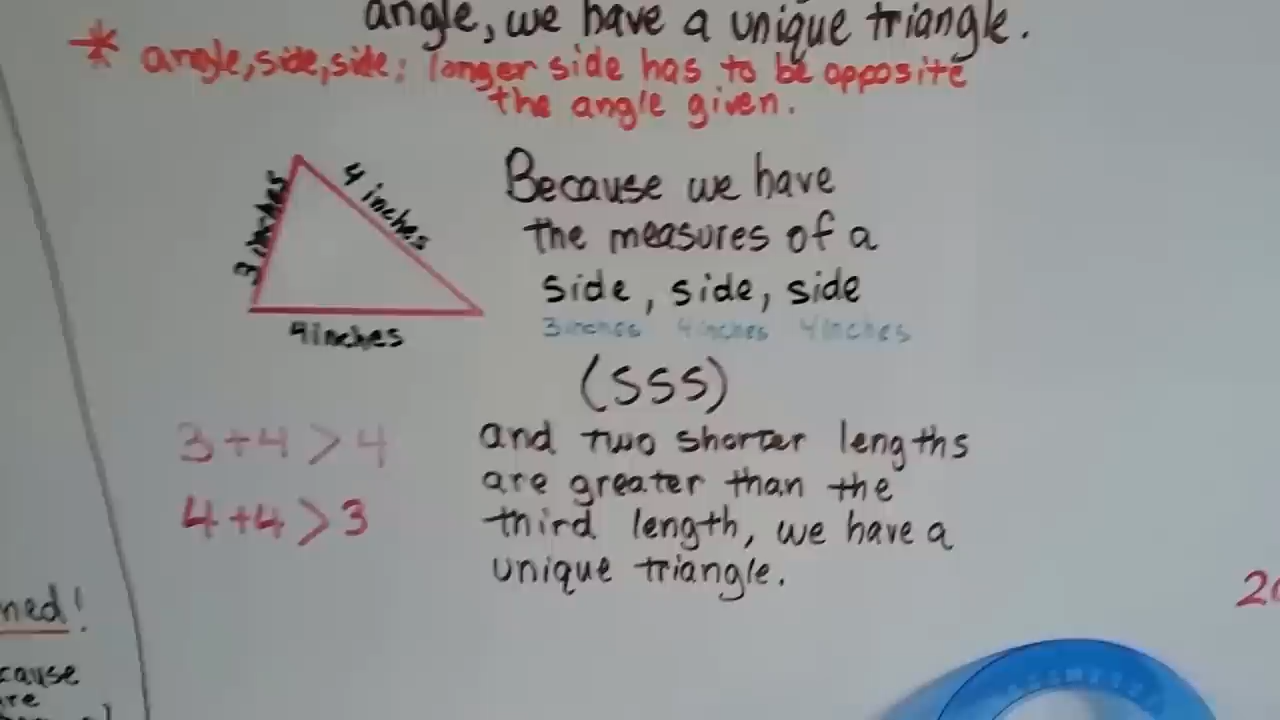 angle, we have a unique triangle.
* angle, side, side: longer side has to be opposite
the angle given.
3 inches
4 inches
4 inches
Because we have
the measures of a
side, side, side
3 inches 4 inches 4 inches
(SSS)
3+4>4
4+4>3
and two shorter lengths
are greater than the
third length, we have a
unique triangle.
ned!
cause